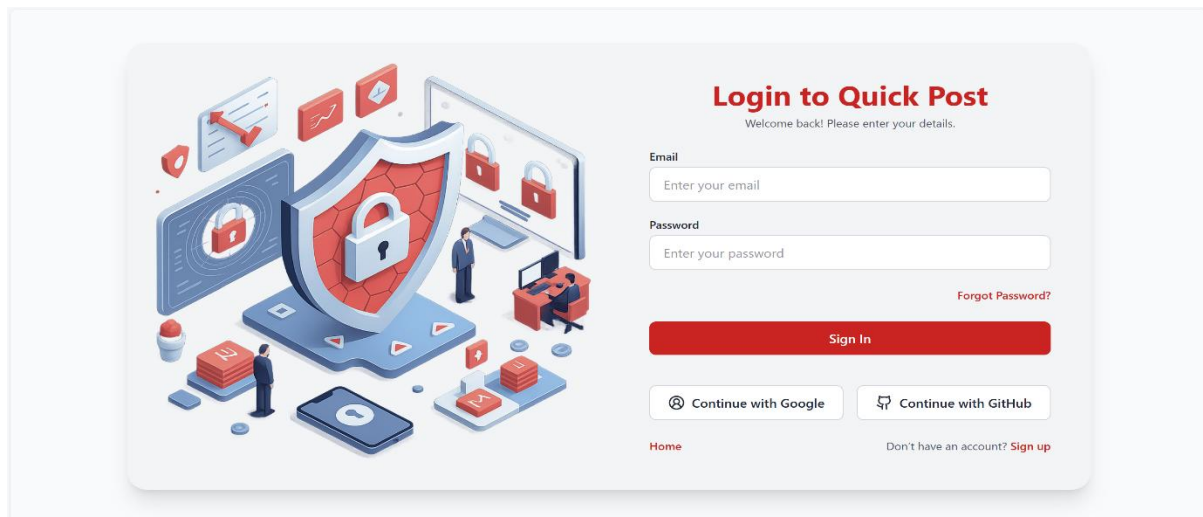 Login to Quick Post
Welcome back! Please enter your details.
Email
Enter your email
Password
Enter your password
Forgot Password?
Sign In
Continue with Google
Continue with GitHub
Home
Don't have an account? Sign up